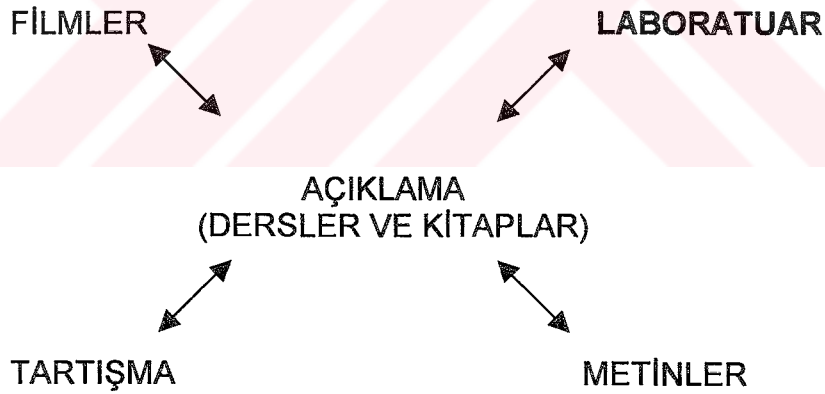 FİLMLER
LABORATUAR
AÇIKLAMA
(DERSLER VE KİTAPLAR)
TARTIŞMA
METİNLER